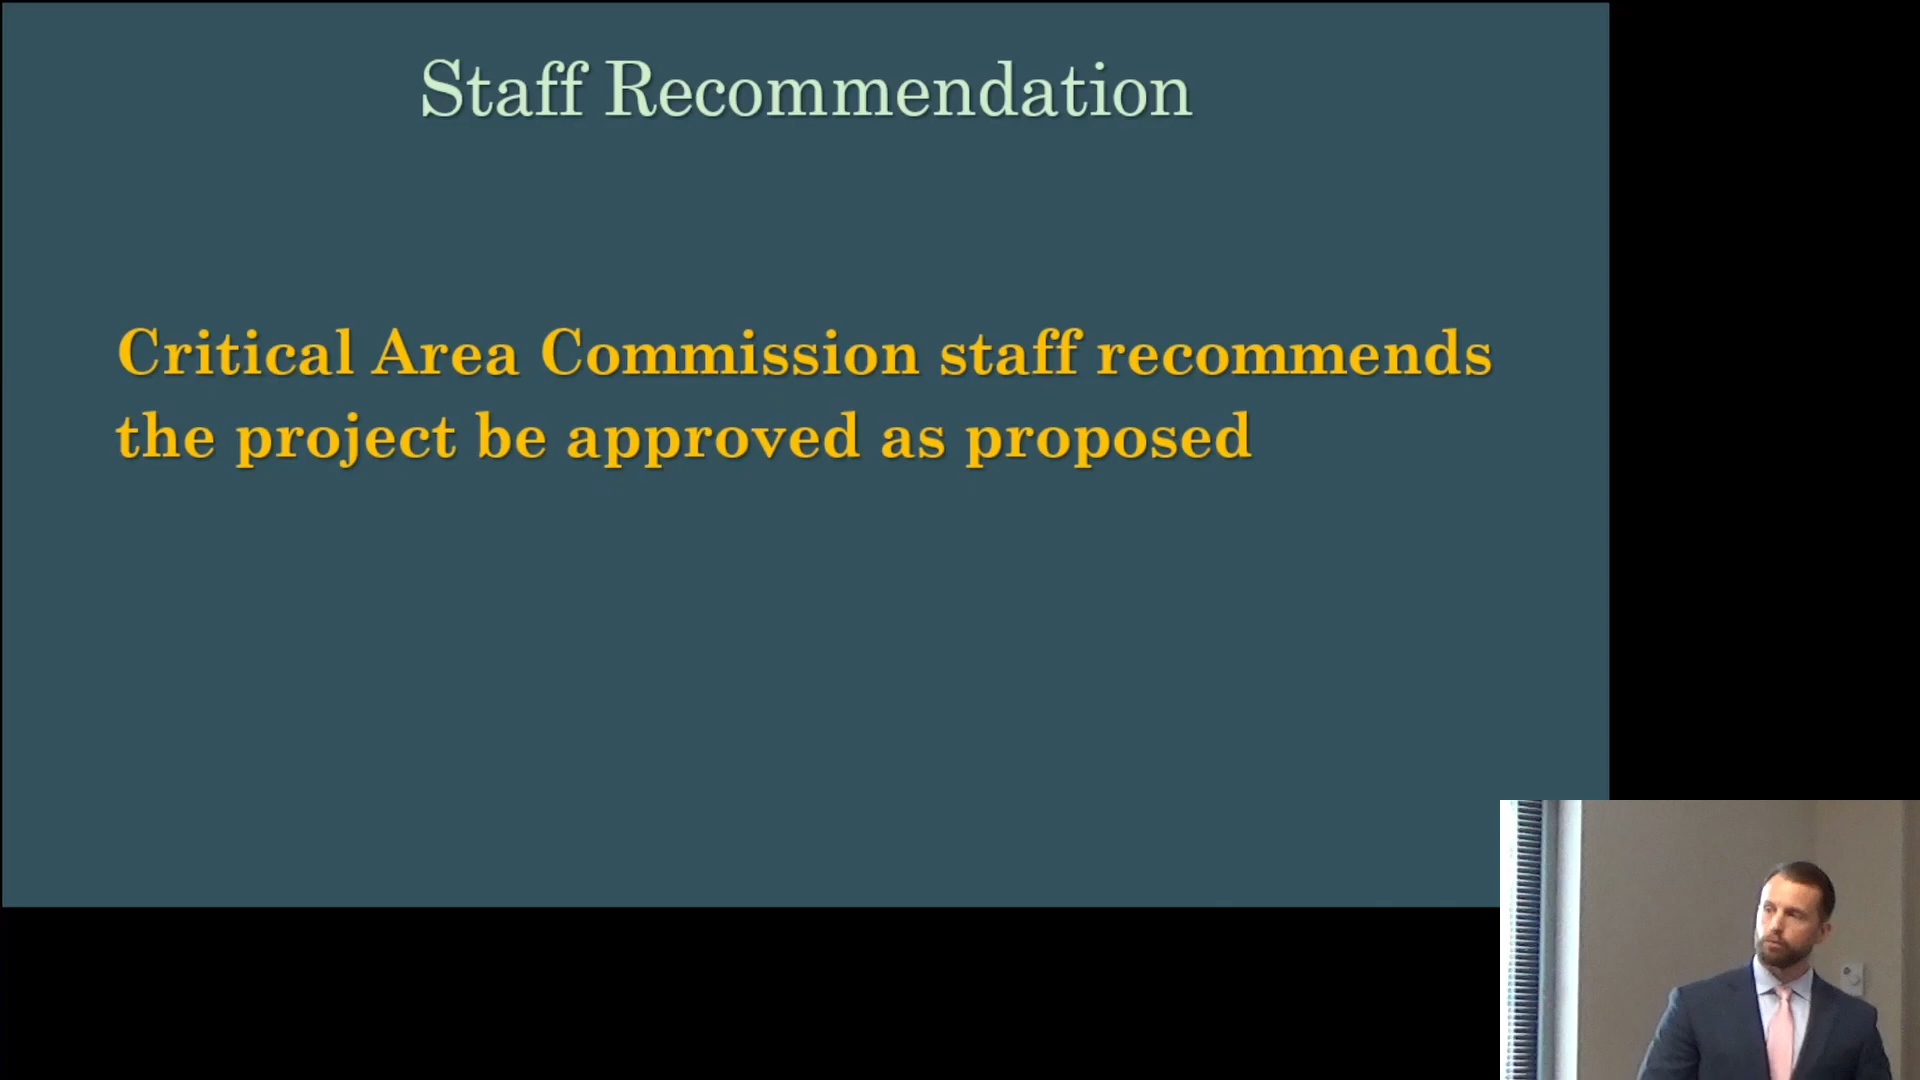 Staff Recommendation
Critical Area Commission staff recommends
the project be approved as proposed